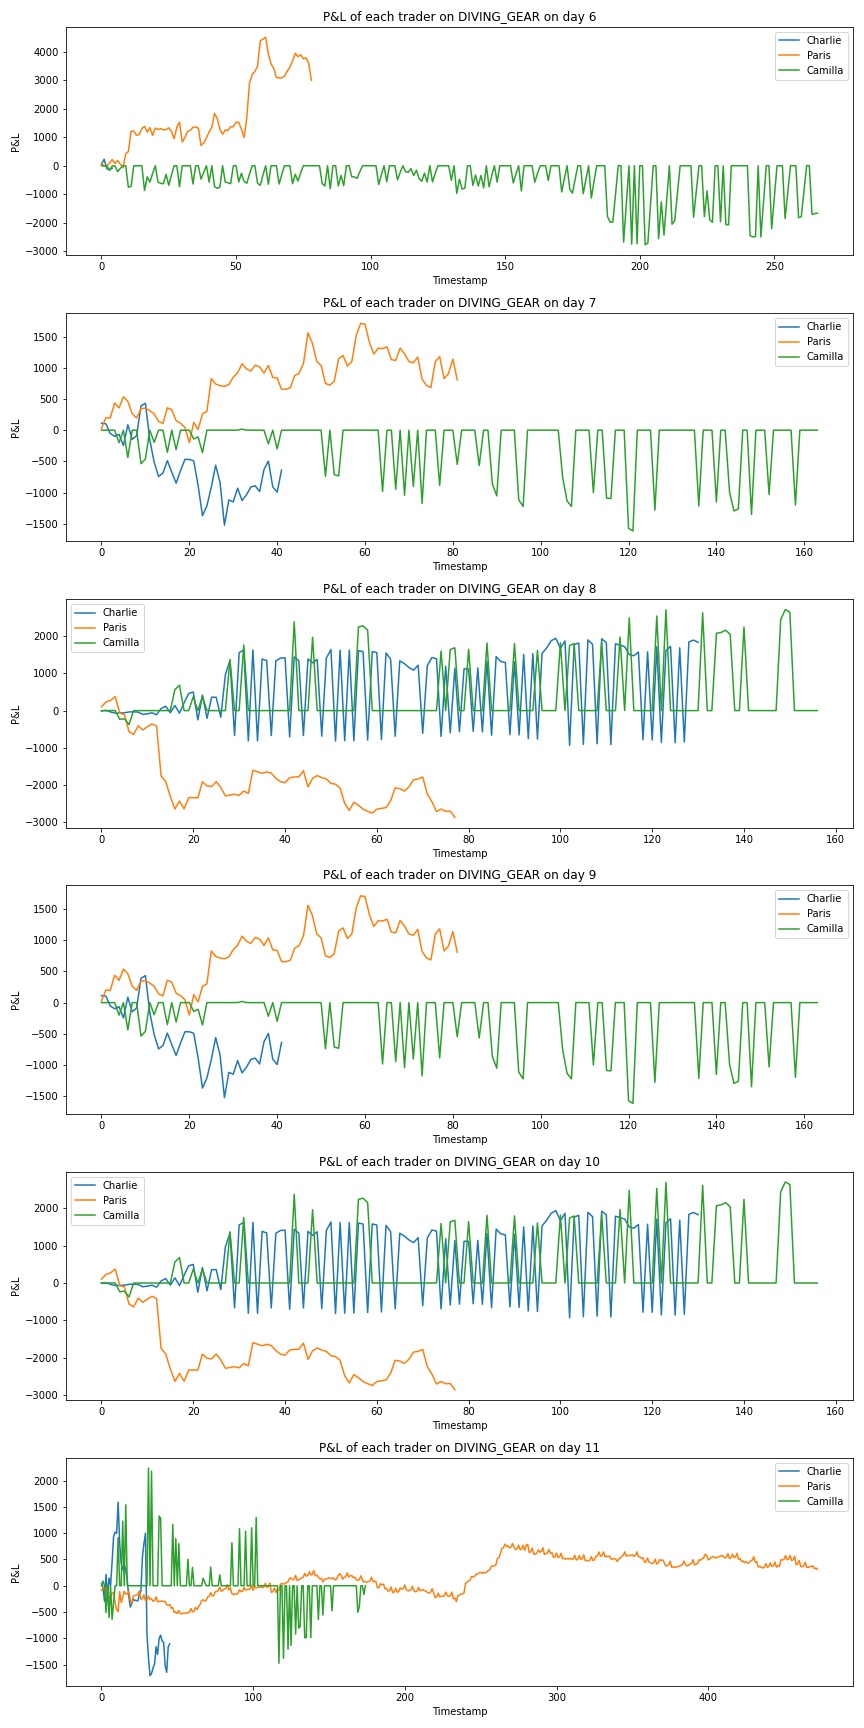 P&L of each trader on DIVING_GEAR on day 6
Charlie
Paris
Camilla
P&L
4000
3000
2000
1000
0
−1000
−2000
−3000
0 50 100 150 200 250
Timestamp
P&L of each trader on DIVING_GEAR on day 7
Charlie
Paris
Camilla
P&L
1500
1000
500
0
−500
−1000
−1500
0 20 40 60 80 100 120 140 160
Timestamp
P&L of each trader on DIVING_GEAR on day 8
Charlie
Paris
Camilla
P&L
2000
1000
0
−1000
−2000
−3000
0 20 40 60 80 100 120 140 160
Timestamp
P&L of each trader on DIVING_GEAR on day 9
Charlie
Paris
Camilla
P&L
1500
1000
500
0
−500
−1000
−1500
0 20 40 60 80 100 120 140 160
Timestamp
P&L of each trader on DIVING_GEAR on day 10
Charlie
Paris
Camilla
P&L
2000
1000
0
−1000
−2000
−3000
0 20 40 60 80 100 120 140 160
Timestamp
P&L of each trader on DIVING_GEAR on day 11
Charlie
Paris
Camilla
P&L
2000
1500
1000
500
0
−500
−1000
−1500
0 100 200 300 400
Timestamp